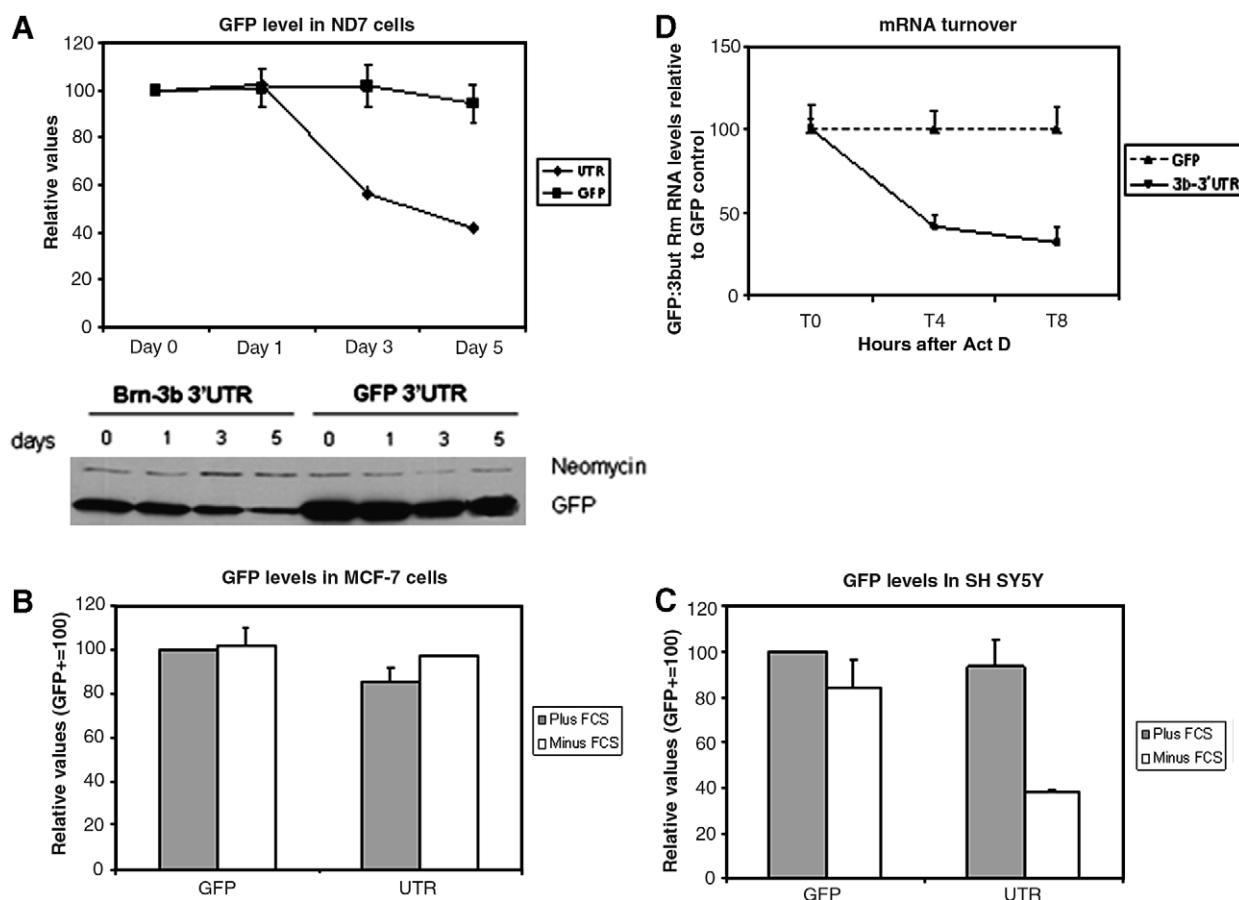 A
GFP level in ND7 cells
Relative values
120
100
80
60
40
20
0
Day 0 Day 1 Day 3 Day 5
UTR
GFP
Brn-3b 3'UTR GFP 3'UTR
days 0 1 3 5 0 1 3 5
Neomycin
GFP
D
mRNA turnover
GFP:3but Rm RNA levels relative
to GFP control
150
100
50
0
T0 T4 T8
Hours after Act D
GFP
3b-3'UTR
B
GFP levels in MCF-7 cells
Relative values (GFP+=100)
120
100
80
60
40
20
0
GFP UTR
Plus FCS
Minus FCS
C
GFP levels In SH SY5Y
Relative values (GFP+=100)
120
100
80
60
40
20
0
GFP UTR
Plus FCS
Minus FCS